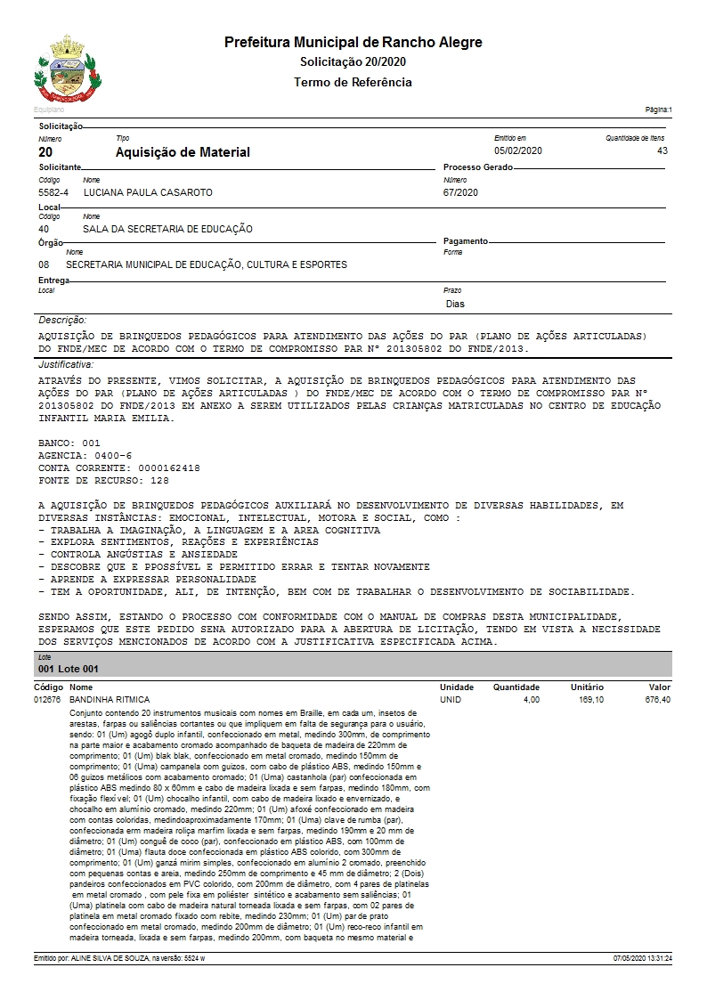 Prefeitura Municipal de Rancho Alegre
Solicitação 20/2020
Termo de Referência
Equiplano
Página:1
Solicitação
Número Tipo Emitido em Quantidade de Itens
20 Aquisição de Material 05/02/2020 43
Solicitante Processo Gerado
Código Nome Número
5582-4 LUCIANA PAULA CASAROTO 67/2020
Local
Código Nome
40 SALA DA SECRETARIA DE EDUCAÇÃO
Órgão Pagamento
Nome Forma
08 SECRETARIA MUNICIPAL DE EDUCAÇÃO, CULTURA E ESPORTES
Entrega
Local Prazo
Dias
Descrição:
AQUISIÇÃO DE BRINQUEDOS PEDAGÓGICOS PARA ATENDIMENTO DAS AÇÕES DO PAR (PLANO DE AÇÕES ARTICULADAS)
DO FNDE/MEC DE ACORDO COM O TERMO DE COMPROMISSO PAR Nº 201305802 DO FNDE/2013.
Justificativa:
ATRAVÉS DO PRESENTE, VIMOS SOLICITAR, A AQUISIÇÃO DE BRINQUEDOS PEDAGÓGICOS PARA ATENDIMENTO DAS
AÇÕES DO PAR (PLANO DE AÇÕES ARTICULADAS ) DO FNDE/MEC DE ACORDO COM O TERMO DE COMPROMISSO PAR Nº
201305802 DO FNDE/2013 EM ANEXO A SEREM UTILIZADOS PELAS CRIANÇAS MATRICULADAS NO CENTRO DE EDUCAÇÃO
INFANTIL MARIA EMILIA.
BANCO: 001
AGENCIA: 0400-6
CONTA CORRENTE: 0000162418
FONTE DE RECURSO: 128
A AQUISIÇÃO DE BRINQUEDOS PEDAGÓGICOS AUXILIARÁ NO DESENVOLVIMENTO DE DIVERSAS HABILIDADES, EM
DIVERSAS INSTÂNCIAS: EMOCIONAL, INTELECTUAL, MOTORA E SOCIAL, COMO :
- TRABALHA A IMAGINAÇÃO, A LINGUAGEM E A AREA COGNITIVA
- EXPLORA SENTIMENTOS, REAÇÕES E EXPERIÊNCIAS
- CONTROLA ANGÚSTIAS E ANSIEDADE
- DESCOBRE QUE E PPOSSÍVEL E PERMITIDO ERRAR E TENTAR NOVAMENTE
- APRENDE A EXPRESSAR PERSONALIDADE
- TEM A OPORTUNIDADE, ALI, DE INTENÇÃO, BEM COM DE TRABALHAR O DESENVOLVIMENTO DE SOCIABILIDADE.
SENDO ASSIM, ESTANDO O PROCESSO COM CONFORMIDADE COM O MANUAL DE COMPRAS DESTA MUNICIPALIDADE,
ESPERAMOS QUE ESTE PEDIDO SENA AUTORIZADO PARA A ABERTURA DE LICITAÇÃO, TENDO EM VISTA A NECISSIDADE
DOS SERVIÇOS MENCIONADOS DE ACORDO COM A JUSTIFICATIVA ESPECIFICADA ACIMA.
Lote
001 Lote 001
Código Nome Unidade Quantidade Unitário Valor
012676 BANDINHA RITMICA UNID 4,00 169,10 676,40
Conjunto contendo 20 instrumentos musicais com nomes em Braille, em cada um, insetos de
arestas, farpas ou saliências cortantes ou que impliquem em falta de segurança para o usuário,
sendo: 01 (Um) agogô duplo infantil, confeccionado em metal, medindo 300mm, de comprimento
na parte maior e acabamento cromado acompanhado de baqueta de madeira de 220mm de
comprimento; 01 (Um) blak blak, confeccionado em metal cromado, medindo 150mm de
comprimento; 01 (Uma) campanela com guizos, com cabo de plástico ABS, medindo 150mm e
06 guizos metálicos com acabamento cromado; 01 (Uma) castanhola (par) confeccionada em
plástico ABS medindo 80 x 60mm e cabo de madeira lixada e sem farpas, medindo 180mm, com
fixação flexível; 01 (Um) chocalho infantil, com cabo de madeira lixado e envernizado, e
chocalho em alumínio cromado, medindo 220mm; 01 (Um) afoxé confeccionado em madeira
com contas coloridas, medindoaproximadamente 170mm; 01 (Uma) clave de rumba (par),
confeccionada erm madeira roliça marfim lixada e sem farpas, medindo 190mm e 20 mm de
diâmetro; 01 (Um) conguê de coco (par), confeccionado em plástico ABS, com 100mm de
diâmetro; 01 (Uma) flauta doce confeccionada em plástico ABS colorido, com 300mm de
comprimento; 01 (Um) ganzá mirim simples, confeccionado em alumínio 2 cromado, preenchido
com pequenas contas e areia, medindo 250mm de comprimento e 45 mm de diâmetro; 2 (Dois)
pandeiros confeccionados em PVC colorido, com 200mm de diâmetro, com 4 pares de platinelas
em metal cromado , com pele fixa em poliéster sintético e acabamento sem saliências; 01
(Uma) platinela com cabo de madeira natural torneada lixada e sem farpas, com 02 pares de
platinela em metal cromado fixado com rebite, medindo 230mm; 01 (Um) par de prato
confeccionado em metal cromado, medindo 200mm de diâmetro; 01 (Um) reco-reco infantil em
madeira torneada, lixada e sem farpas, medindo 200mm, com baqueta no mesmo material e
Emitido por: ALINE SILVA DE SOUZA, na versão: 5524 w 07/05/2020 13:31:24